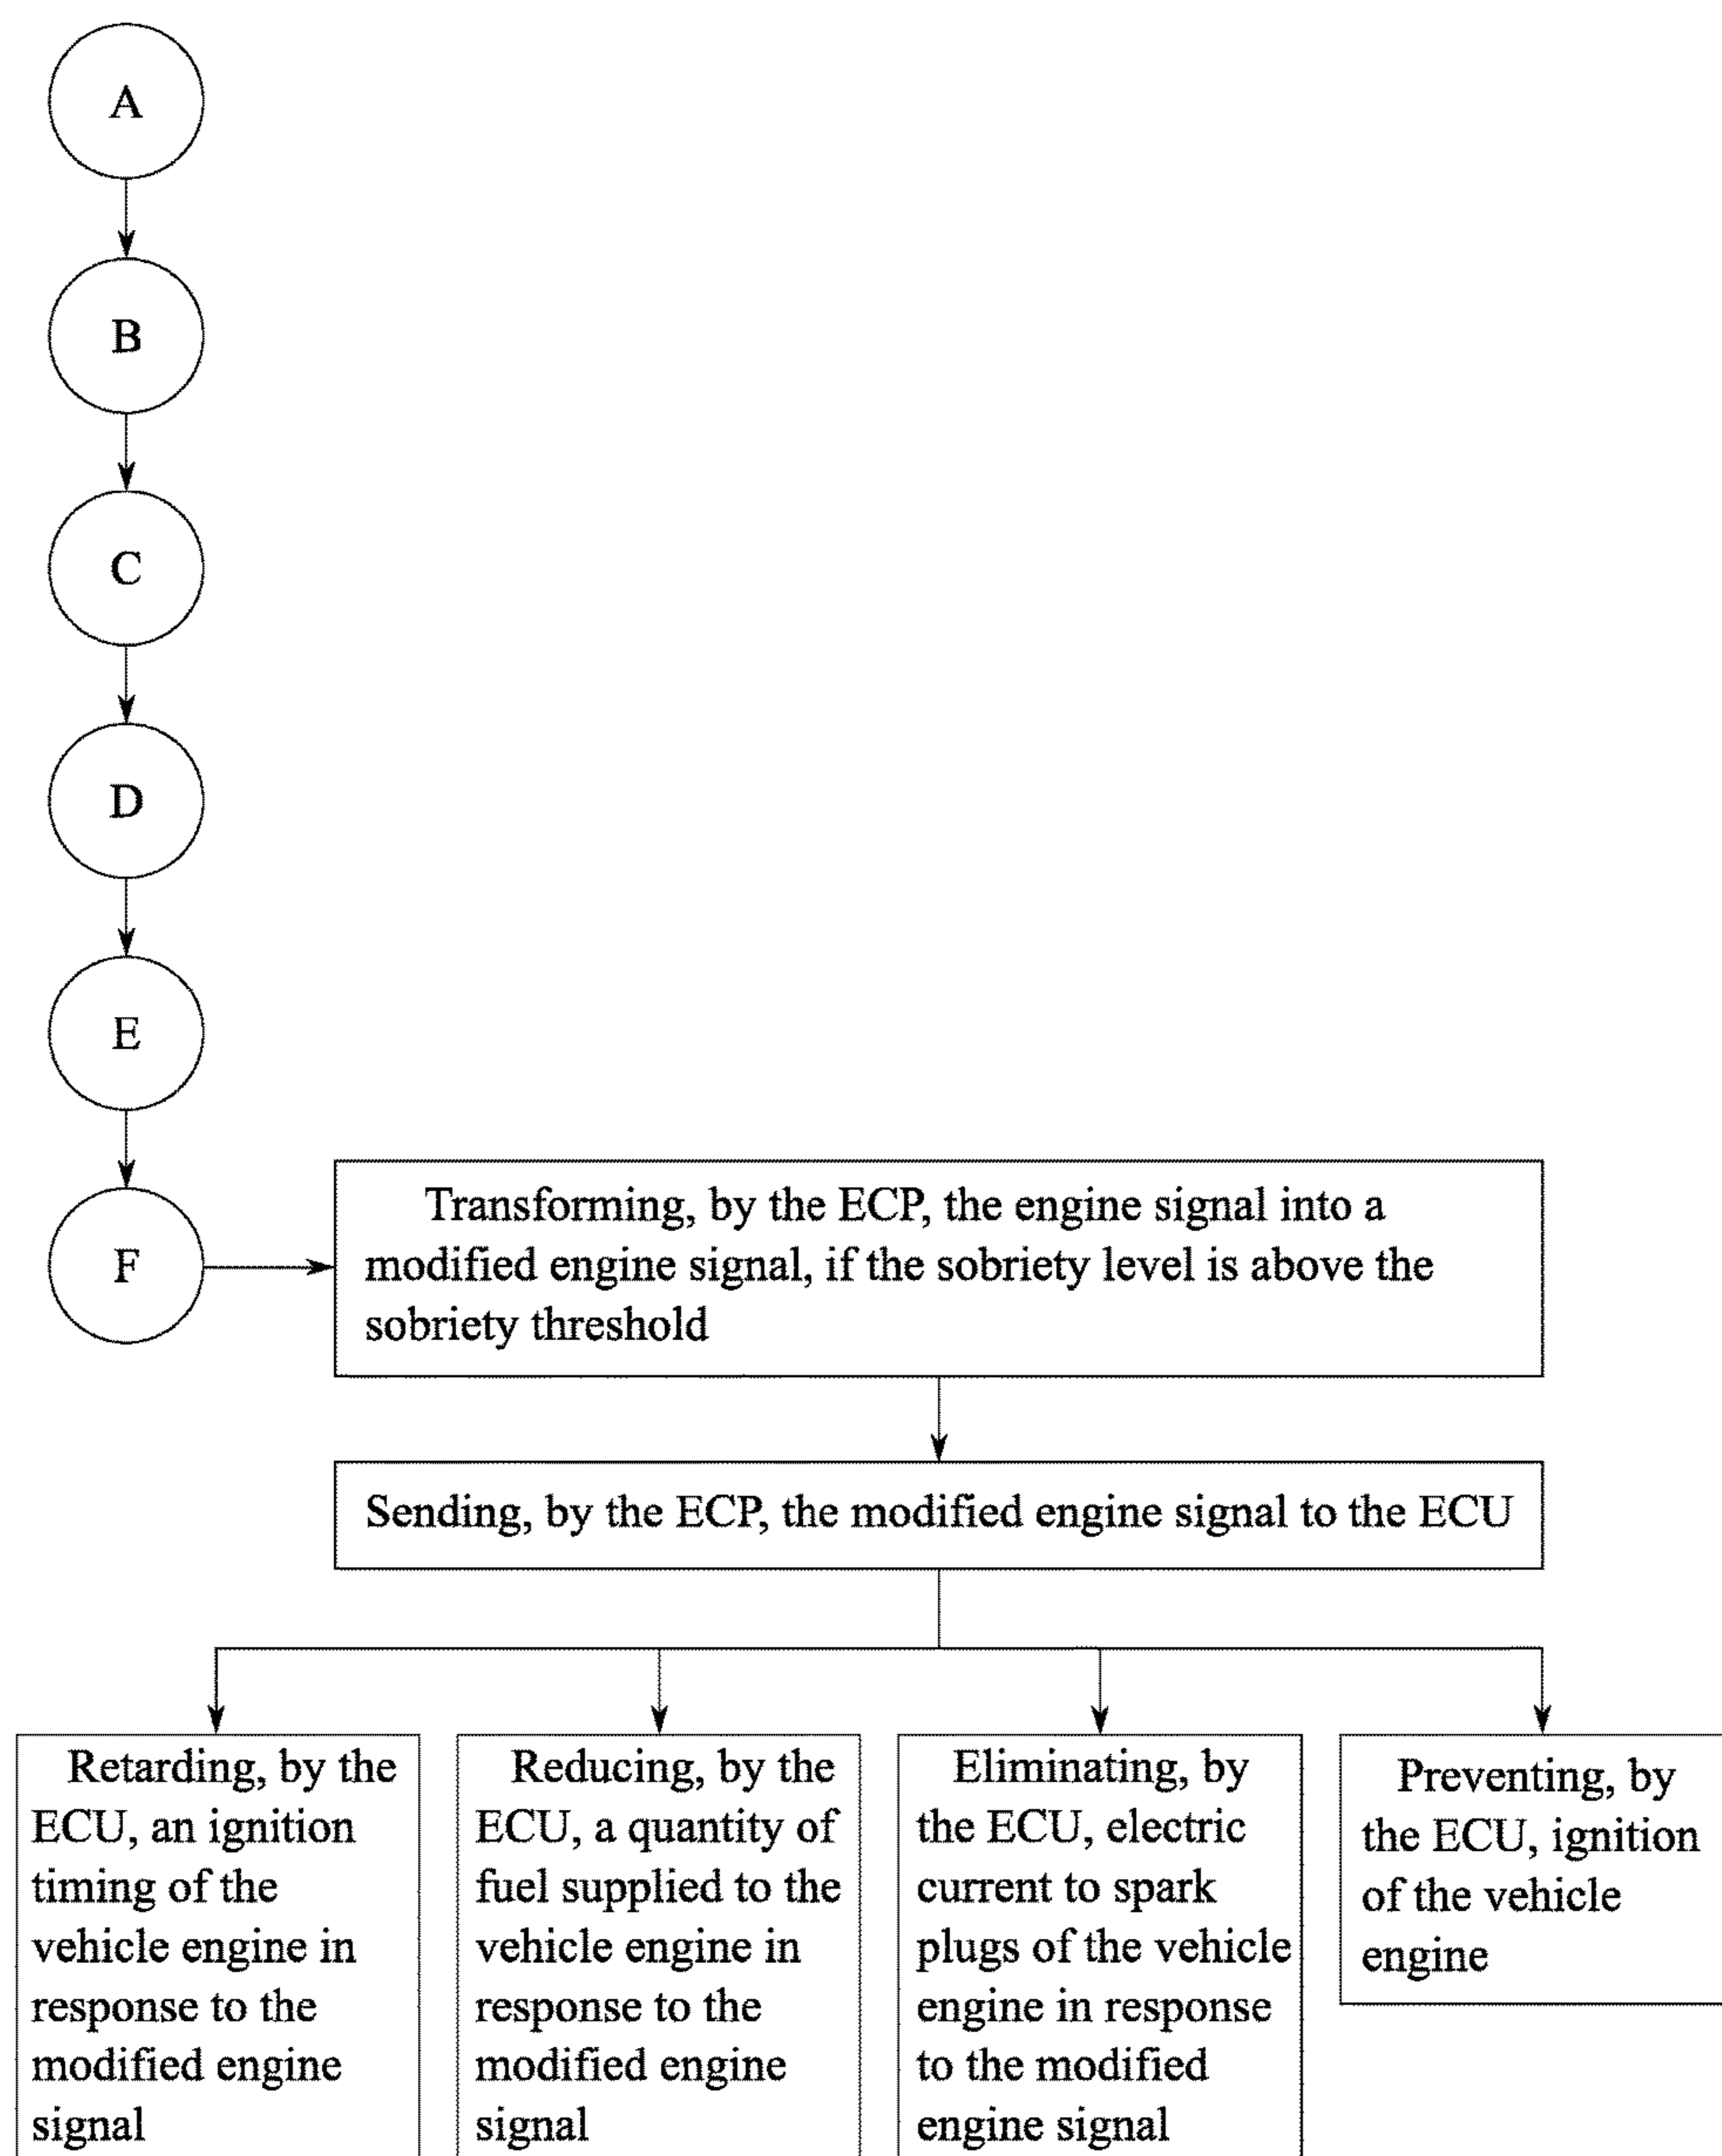 A
B
C
D
E
F
Transforming, by the ECP, the engine signal into a
modified engine signal, if the sobriety level is above the
sobriety threshold
Sending, by the ECP, the modified engine signal to the ECU
Retarding, by the
ECU, an ignition
timing of the
vehicle engine in
response to the
modified engine
signal
Reducing, by the
ECU, a quantity of
fuel supplied to the
vehicle engine in
response to the
modified engine
signal
Eliminating, by
the ECU, electric
current to spark
plugs of the vehicle
engine in response
to the modified
engine signal
Preventing, by
the ECU, ignition
of the vehicle
engine